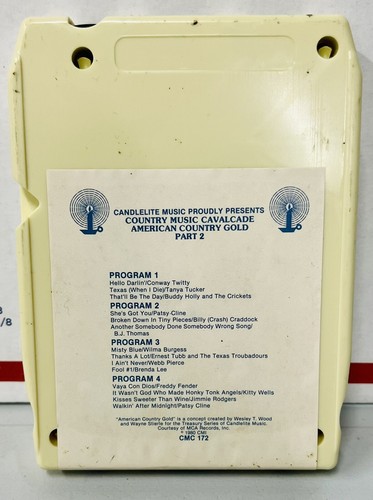 CANDLELITE MUSIC PROUDLY PRESENTS
COUNTRY MUSIC CAVALCADE
AMERICAN COUNTRY GOLD
PART 2
PROGRAM 1
Hello Darlin'/Conway Twitty
Texas (When I Die)/Tanya Tucker
That'll Be The Day/Buddy Holly and The Crickets
PROGRAM 2
She's Got You/Patsy Cline
Broken Down In Tiny Pieces/Billy (Crash) Craddock
Another Somebody Done Somebody Wrong Song/
B.J. Thomas
PROGRAM 3
Misty Blue/Wilma Burgess
Thanks A Lot/Ernest Tubb and The Texas Troubadours
I Ain't Never/Webb Pierce
Fool #1/Brenda Lee
PROGRAM 4
Vaya Con Dios/Freddy Fender
It Wasn't God Who Made Honky Tonk Angels/Kitty Wells
Kisses Sweeter Than Wine/Jimmie Rodgers
Walkin' After Midnight/Patsy Cline
"American Country Gold" is a concept created by Wesley T. Wood
and Wayne Stierle for the Treasury Series of Candlelite Music.
Courtesy of MCA Records, Inc.
© 1980 CMI
CMC 172
8
/8